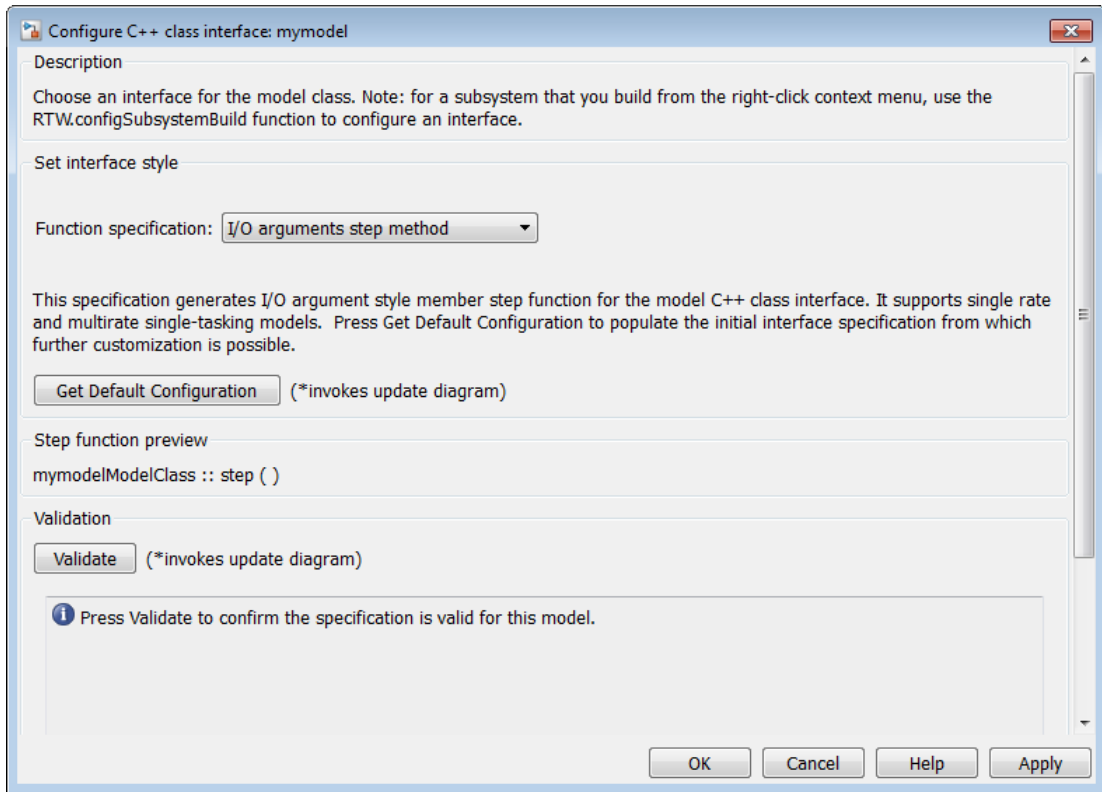 Configure C++ class interface: mymodel
Description
Choose an interface for the model class. Note: for a subsystem that you build from the right-click context menu, use the
RTW.configSubsystemBuild function to configure an interface.
Set interface style
Function specification: I/O arguments step method
This specification generates I/O argument style member step function for the model C++ class interface. It supports single rate
and multirate single-tasking models.  Press Get Default Configuration to populate the initial interface specification from which
further customization is possible.
Get Default Configuration (*invokes update diagram)
Step function preview
mymodelModelClass :: step ( )
Validation
Validate (*invokes update diagram)
Press Validate to confirm the specification is valid for this model.
OK Cancel Help Apply